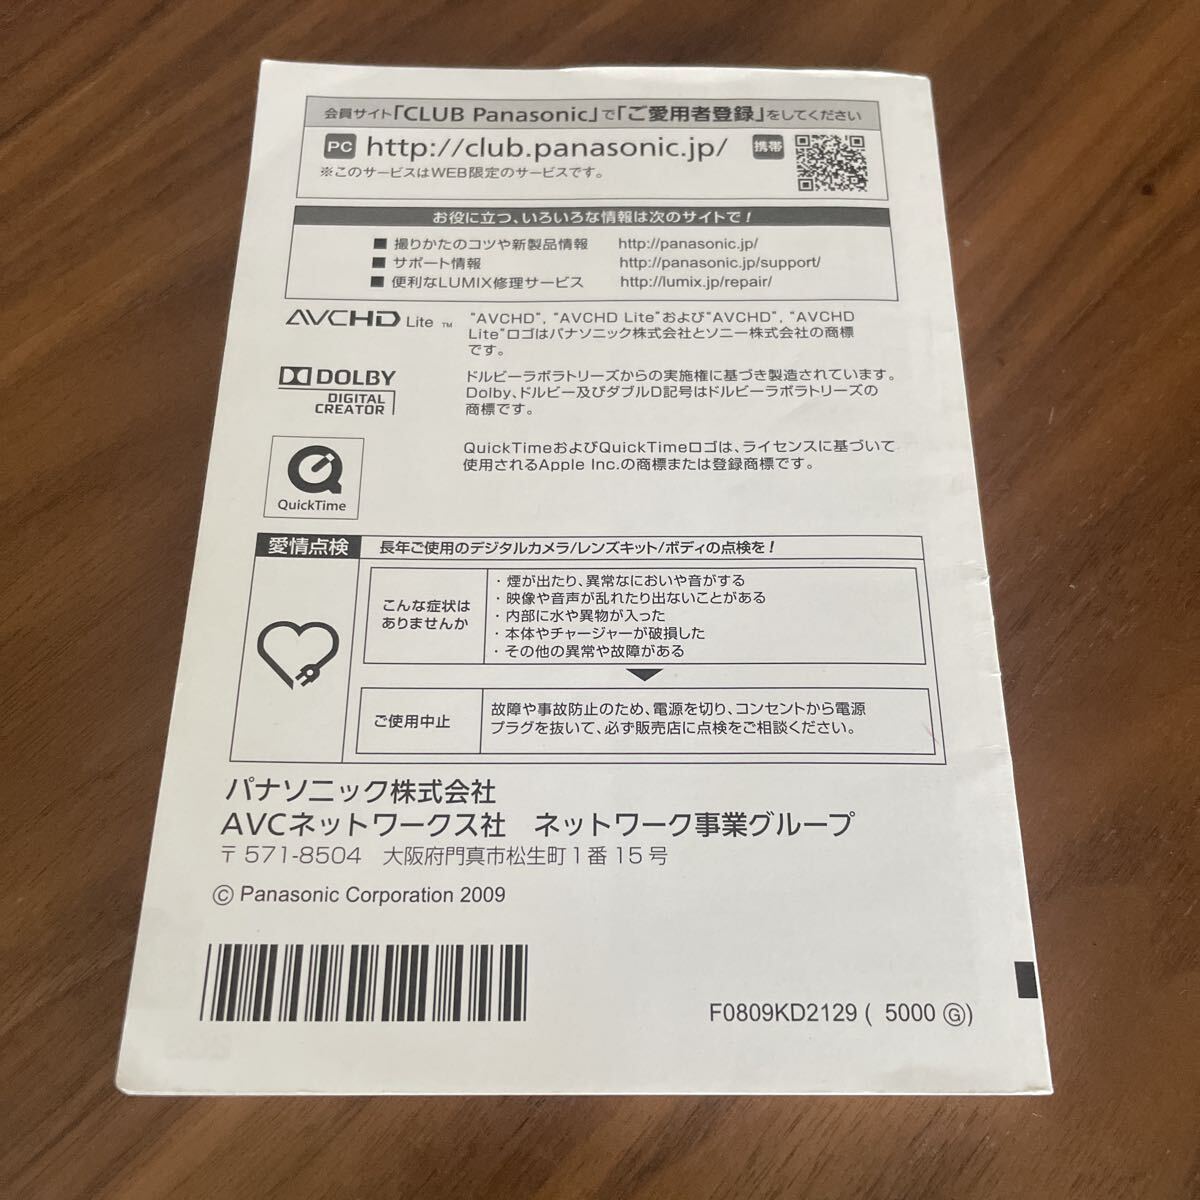 会員サイト「CLUB Panasonic」で「ご愛用者登録」をしてください
PC http://club.panasonic.jp/ 携帯
※このサービスはWEB限定のサービスです。
お役に立つ、いろいろな情報は次のサイトで！
■ 撮りかたのコツや新製品情報 http://panasonic.jp/
■ サポート情報 http://panasonic.jp/support/
■ 便利なLUMIX修理サービス http://lumix.jp/repair/
AVCHD Lite ™
“AVCHD”, “AVCHD Lite”および“AVCHD”, “AVCHD
Lite”ロゴはパナソニック株式会社とソニー株式会社の商標
です。
DOLBY
DIGITAL
CREATOR
ドルビーラボラトリーズからの実施権に基づき製造されています。
Dolby、ドルビー及びダブルD記号はドルビーラボラトリーズの
商標です。
QuickTime
QuickTimeおよびQuickTimeロゴは、ライセンスに基づいて
使用されるApple Inc.の商標または登録商標です。
愛情点検 長年ご使用のデジタルカメラ/レンズキット/ボディの点検を！
こんな症状は
ありませんか
・煙が出たり、異常なにおいや音がする
・映像や音声が乱れたり出ないことがある
・内部に水や異物が入った
・本体やチャージャーが破損した
・その他の異常や故障がある
ご使用中止
故障や事故防止のため、電源を切り、コンセントから電源
プラグを抜いて、必ず販売店に点検をご相談ください。
パナソニック株式会社
AVCネットワークス社 ネットワーク事業グループ
〒571-8504 大阪府門真市松生町1番15号
© Panasonic Corporation 2009
F0809KD2129 ( 5000 Ⓖ)